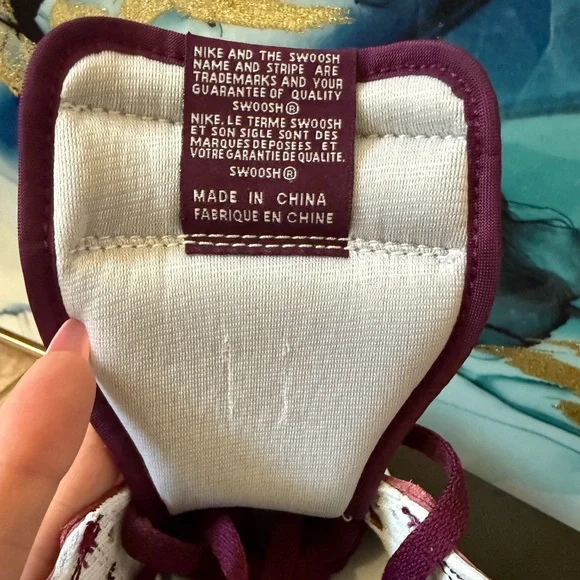 NIKE AND THE SWOOSH
NAME AND STRIPE ARE
TRADEMARKS AND YOUR
GUARANTEE OF QUALITY
SWOOSH®
NIKE. LE TERME SWOOSH
ET SON SIGLE SONT DES
MARQUES DEPOSEES ET
VOTRE GARANTIE DE QUALITE.
SWOOSH®
MADE IN CHINA
FABRIQUE EN CHINE